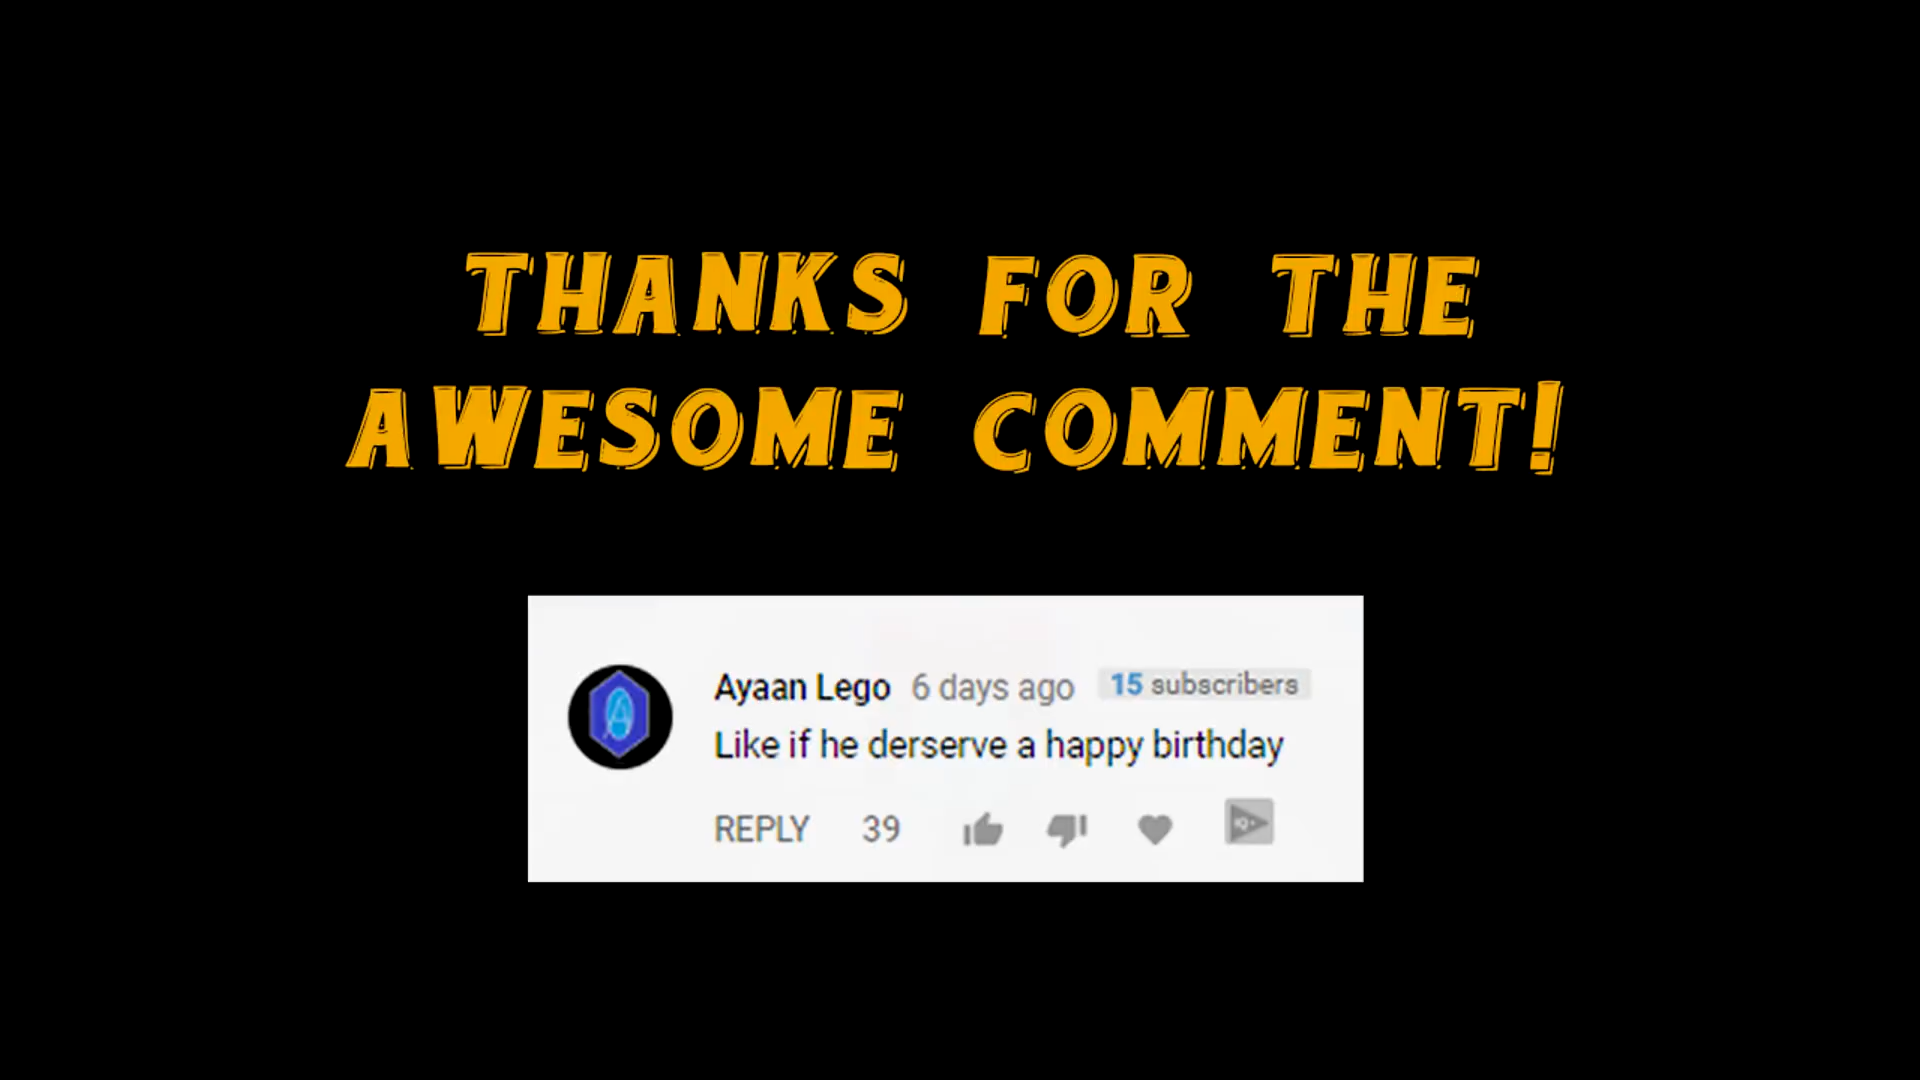 THANKS FOR THE
AWESOME COMMENT!
Ayaan Lego 6 days ago 15 subscribers
Like if he derserve a happy birthday
REPLY 39